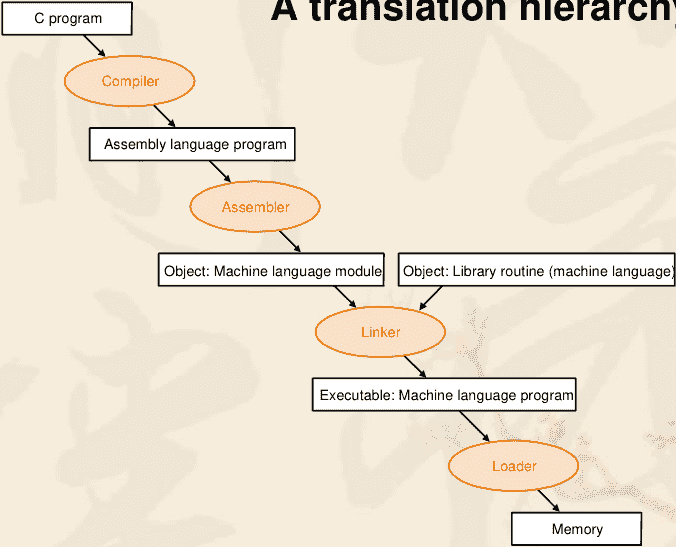 A translation hierarchy
C program
Compiler
Assembly language program
Assembler
Object: Machine language module
Object: Library routine (machine language)
Linker
Executable: Machine language program
Loader
Memory